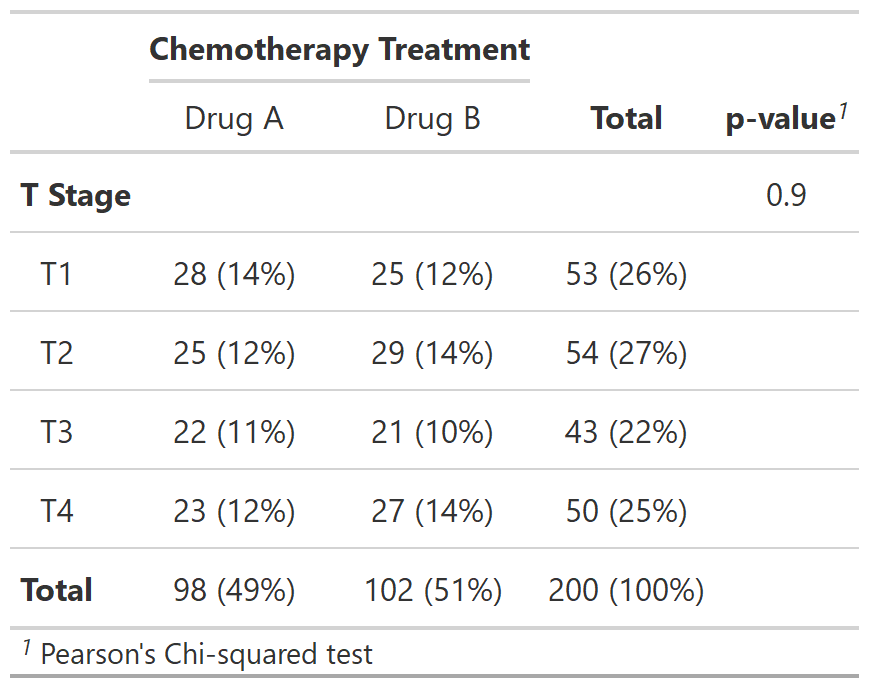 Chemotherapy Treatment
Drug A Drug B Total p-value1
T Stage 0.9
T1 28 (14%) 25 (12%) 53 (26%)
T2 25 (12%) 29 (14%) 54 (27%)
T3 22 (11%) 21 (10%) 43 (22%)
T4 23 (12%) 27 (14%) 50 (25%)
Total 98 (49%) 102 (51%) 200 (100%)
1 Pearson's Chi-squared test